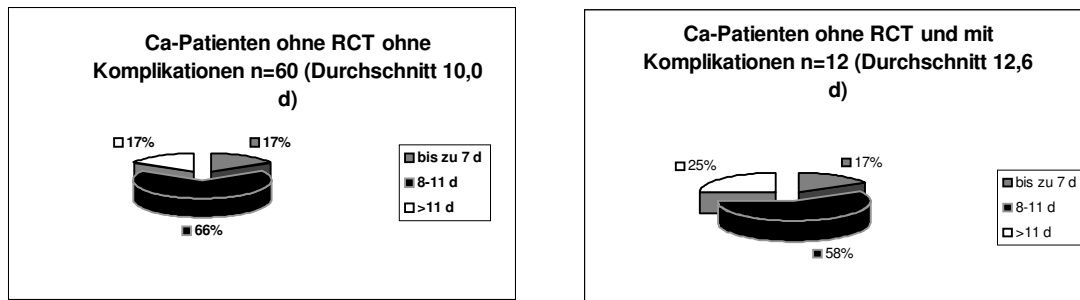 Ca-Patienten ohne RCT ohne
Komplikationen n=60 (Durchschnitt 10,0
d)
17%
17%
66%
bis zu 7 d
8-11 d
>11 d
Ca-Patienten ohne RCT und mit
Komplikationen n=12 (Durchschnitt 12,6
d)
25%
17%
58%
bis zu 7 d
8-11 d
>11 d